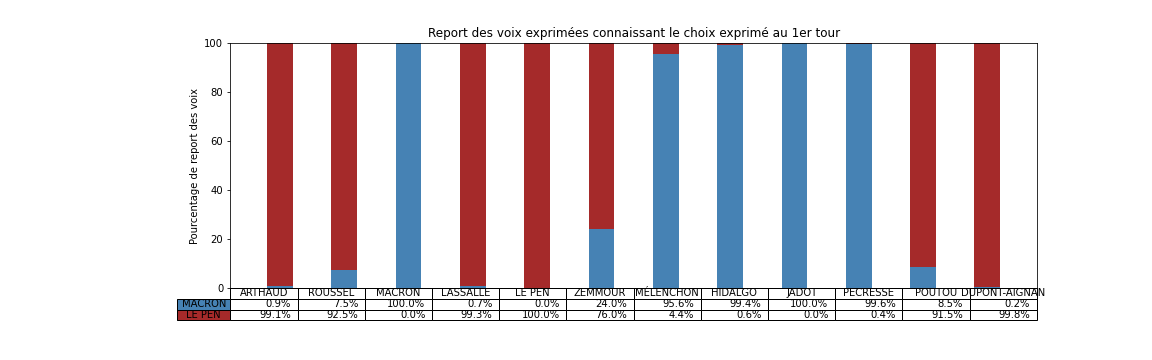 Report des voix exprimées connaissant le choix exprimé au 1er tour
Pourcentage de report des voix
100
80
60
40
20
0
ARTHAUD ROUSSEL MACRON LASSALLE LE PEN ZEMMOUR MÉLENCHON HIDALGO JADOT PÉCRESSE POUTOU DUPONT-AIGNAN
MACRON 0.9% 7.5% 100.0% 0.7% 0.0% 24.0% 95.6% 99.4% 100.0% 99.6% 8.5% 0.2%
LE PEN 99.1% 92.5% 0.0% 99.3% 100.0% 76.0% 4.4% 0.6% 0.0% 0.4% 91.5% 99.8%